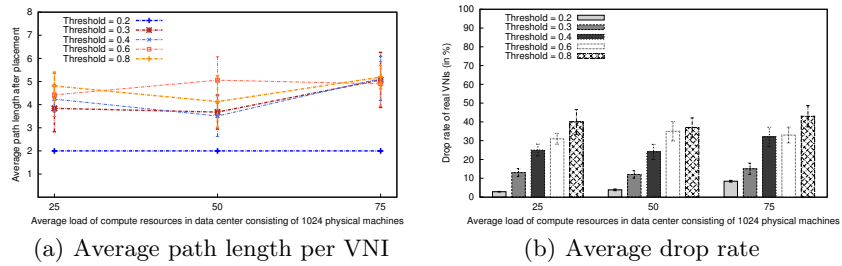 Average path length after placement
8
7
6
5
4
3
2
1
Threshold = 0.2
Threshold = 0.3
Threshold = 0.4
Threshold = 0.6
Threshold = 0.8
25
50
75
Average load of compute resources in data center consisting of 1024 physical machines
(a) Average path length per VNI
Drop rate of real VNIs (in %)
100
90
80
70
60
50
40
30
20
10
0
Threshold = 0.2
Threshold = 0.3
Threshold = 0.4
Threshold = 0.6
Threshold = 0.8
25
50
75
Average load of compute resources in data center consisting of 1024 physical machines
(b) Average drop rate